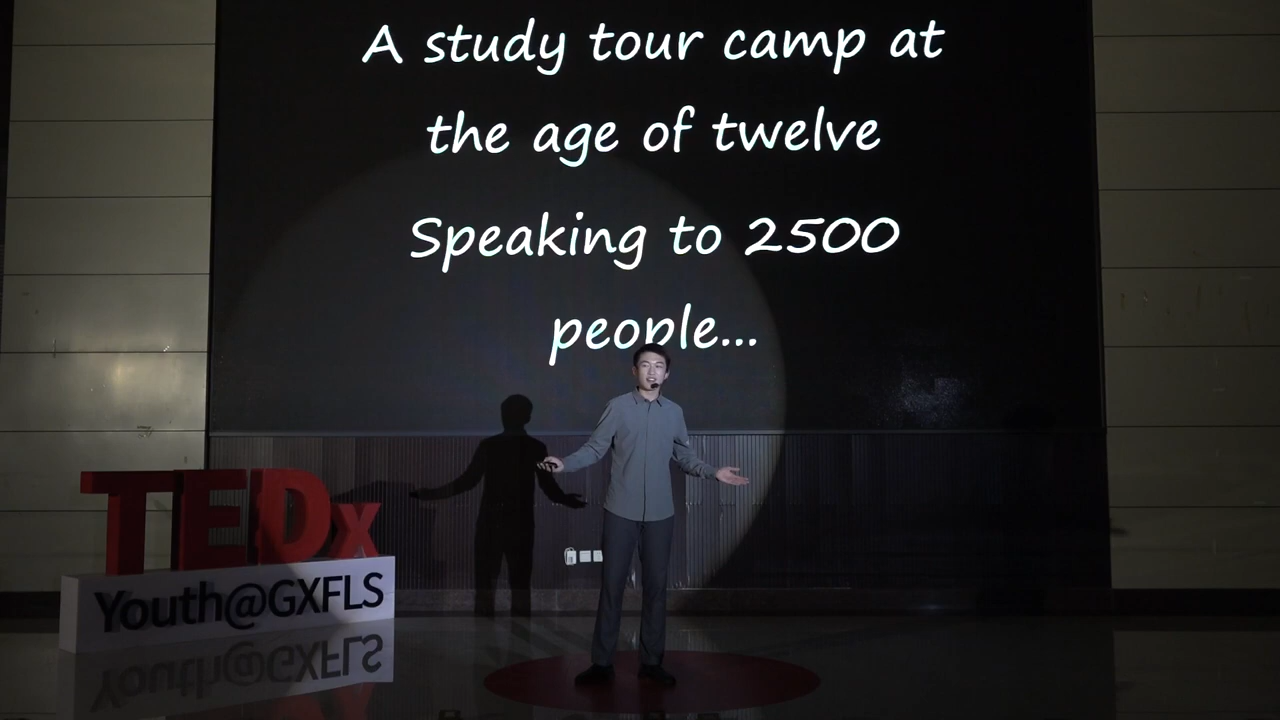 A study tour camp at
the age of twelve
Speaking to 2500
people...
TEDx
Youth@GXFLS